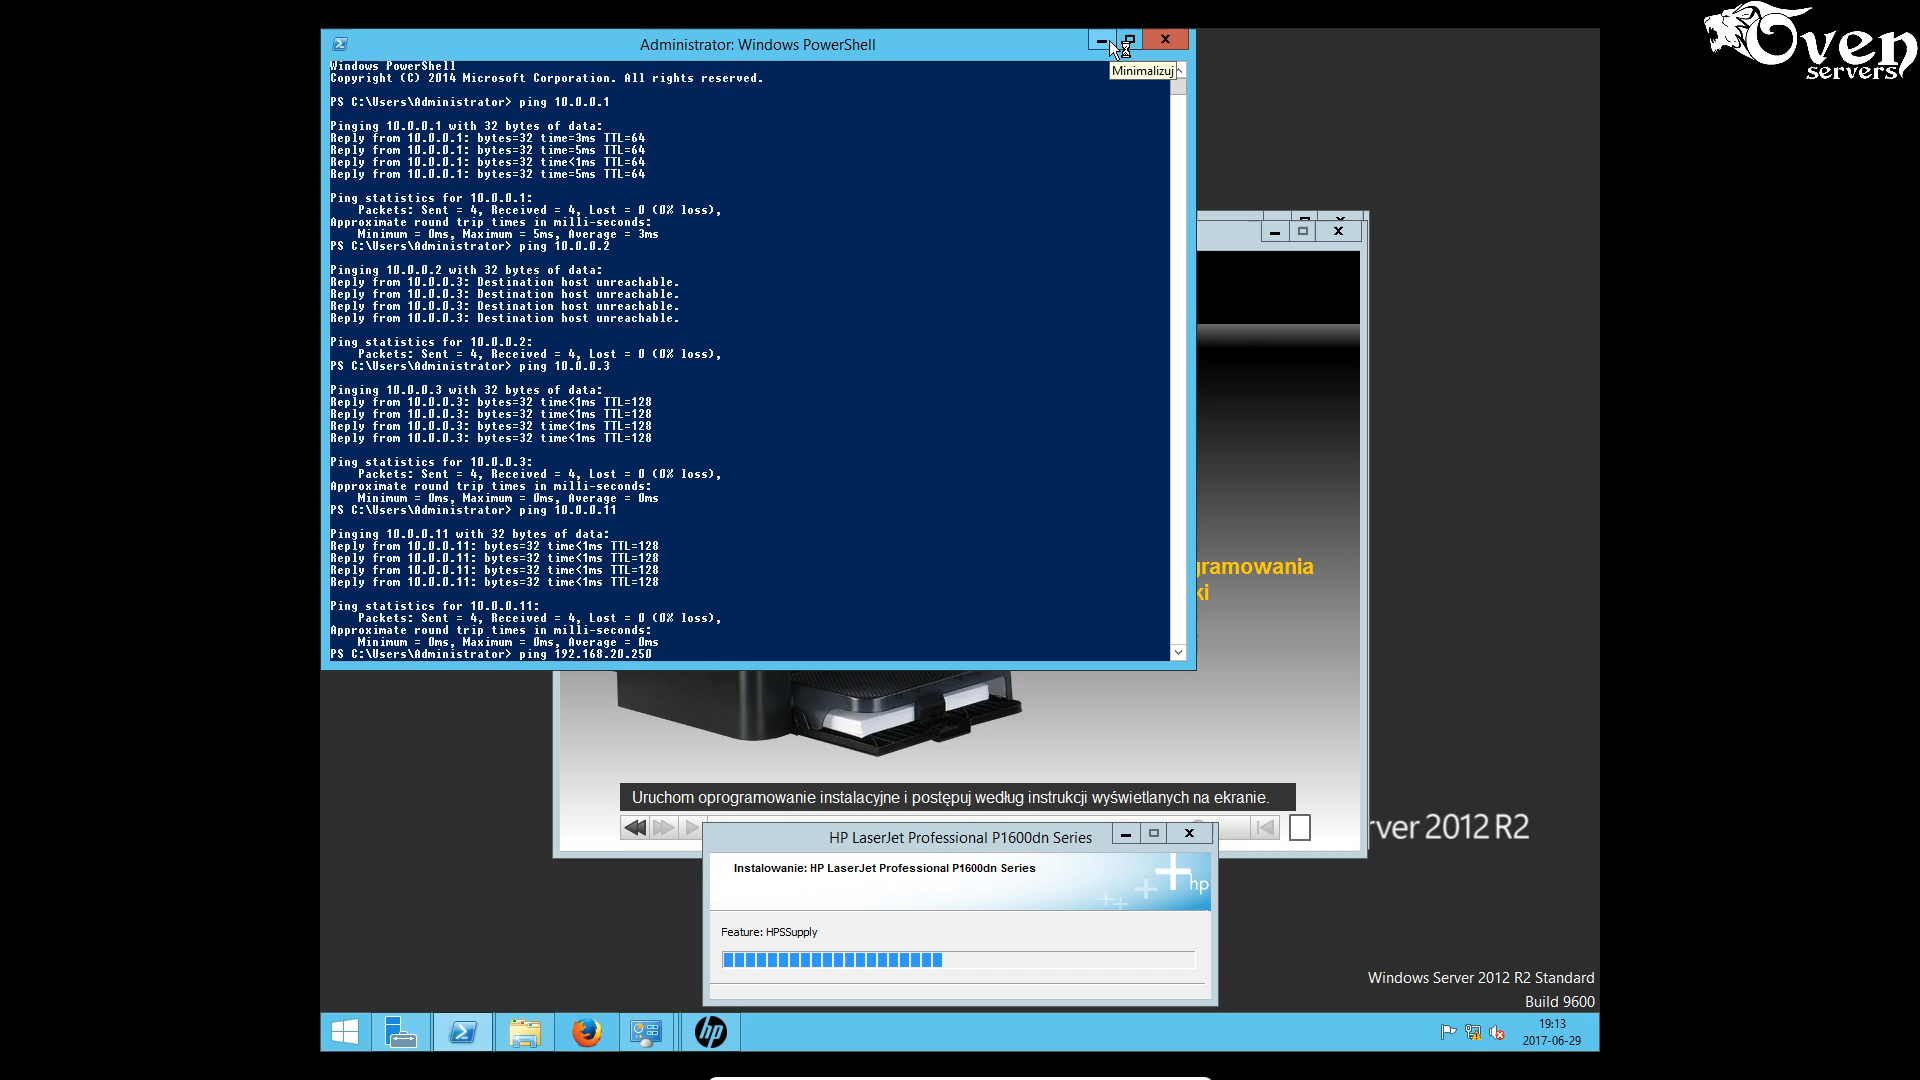 Oven
servers
Administrator: Windows PowerShell
Minimalizuj
Windows PowerShell
Copyright (C) 2014 Microsoft Corporation. All rights reserved.
PS C:\Users\Administrator> ping 10.0.0.1
Pinging 10.0.0.1 with 32 bytes of data:
Reply from 10.0.0.1: bytes=32 time=3ms TTL=64
Reply from 10.0.0.1: bytes=32 time=5ms TTL=64
Reply from 10.0.0.1: bytes=32 time<1ms TTL=64
Reply from 10.0.0.1: bytes=32 time=5ms TTL=64
Ping statistics for 10.0.0.1:
Packets: Sent = 4, Received = 4, Lost = 0 (0% loss),
Approximate round trip times in milli-seconds:
Minimum = 0ms, Maximum = 5ms, Average = 3ms
PS C:\Users\Administrator> ping 10.0.0.2
Pinging 10.0.0.2 with 32 bytes of data:
Reply from 10.0.0.3: Destination host unreachable.
Reply from 10.0.0.3: Destination host unreachable.
Reply from 10.0.0.3: Destination host unreachable.
Reply from 10.0.0.3: Destination host unreachable.
Ping statistics for 10.0.0.2:
Packets: Sent = 4, Received = 4, Lost = 0 (0% loss),
PS C:\Users\Administrator> ping 10.0.0.3
Pinging 10.0.0.3 with 32 bytes of data:
Reply from 10.0.0.3: bytes=32 time<1ms TTL=128
Reply from 10.0.0.3: bytes=32 time<1ms TTL=128
Reply from 10.0.0.3: bytes=32 time<1ms TTL=128
Reply from 10.0.0.3: bytes=32 time<1ms TTL=128
Ping statistics for 10.0.0.3:
Packets: Sent = 4, Received = 4, Lost = 0 (0% loss),
Approximate round trip times in milli-seconds:
Minimum = 0ms, Maximum = 0ms, Average = 0ms
PS C:\Users\Administrator> ping 10.0.0.11
Pinging 10.0.0.11 with 32 bytes of data:
Reply from 10.0.0.11: bytes=32 time<1ms TTL=128
Reply from 10.0.0.11: bytes=32 time<1ms TTL=128
Reply from 10.0.0.11: bytes=32 time<1ms TTL=128
Reply from 10.0.0.11: bytes=32 time<1ms TTL=128
Ping statistics for 10.0.0.11:
Packets: Sent = 4, Received = 4, Lost = 0 (0% loss),
Approximate round trip times in milli-seconds:
Minimum = 0ms, Maximum = 0ms, Average = 0ms
PS C:\Users\Administrator> ping 192.168.20.250
gramowania
ki
Uruchom oprogramowanie instalacyjne i postępuj według instrukcji wyświetlanych na ekranie.
rver 2012 R2
HP LaserJet Professional P1600dn Series
Instalowanie: HP LaserJet Professional P1600dn Series
hp
Feature: HPSSupply
Windows Server 2012 R2 Standard
Build 9600
hp
19:13
2017-06-29